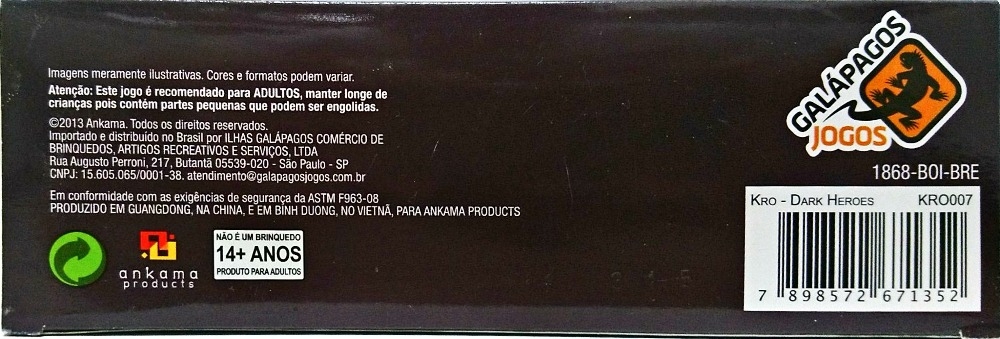 Imagens meramente ilustrativas. Cores e formatos podem variar.
Atenção: Este jogo é recomendado para ADULTOS, manter longe de
crianças pois contém partes pequenas que podem ser engolidas.
©2013 Ankama. Todos os direitos reservados.
Importado e distribuído no Brasil por ILHAS GALÁPAGOS COMÉRCIO DE
BRINQUEDOS, ARTIGOS RECREATIVOS E SERVIÇOS, LTDA
Rua Augusto Perroni, 217, Butantã 05539-020 - São Paulo - SP
CNPJ: 15.605.065/0001-38. atendimento@galapagosjogos.com.br
Em conformidade com as exigências de segurança da ASTM F963-08
PRODUZIDO EM GUANGDONG, NA CHINA, E EM BÌNH DUONG, NO VIETNÃ, PARA ANKAMA PRODUCTS
ankama
products
NÃO É UM BRINQUEDO
14+ ANOS
PRODUTO PARA ADULTOS
GALÁPAGOS
JOGOS
1868-BOI-BRE
KRO - DARK HEROES KRO007
7 898572 671352